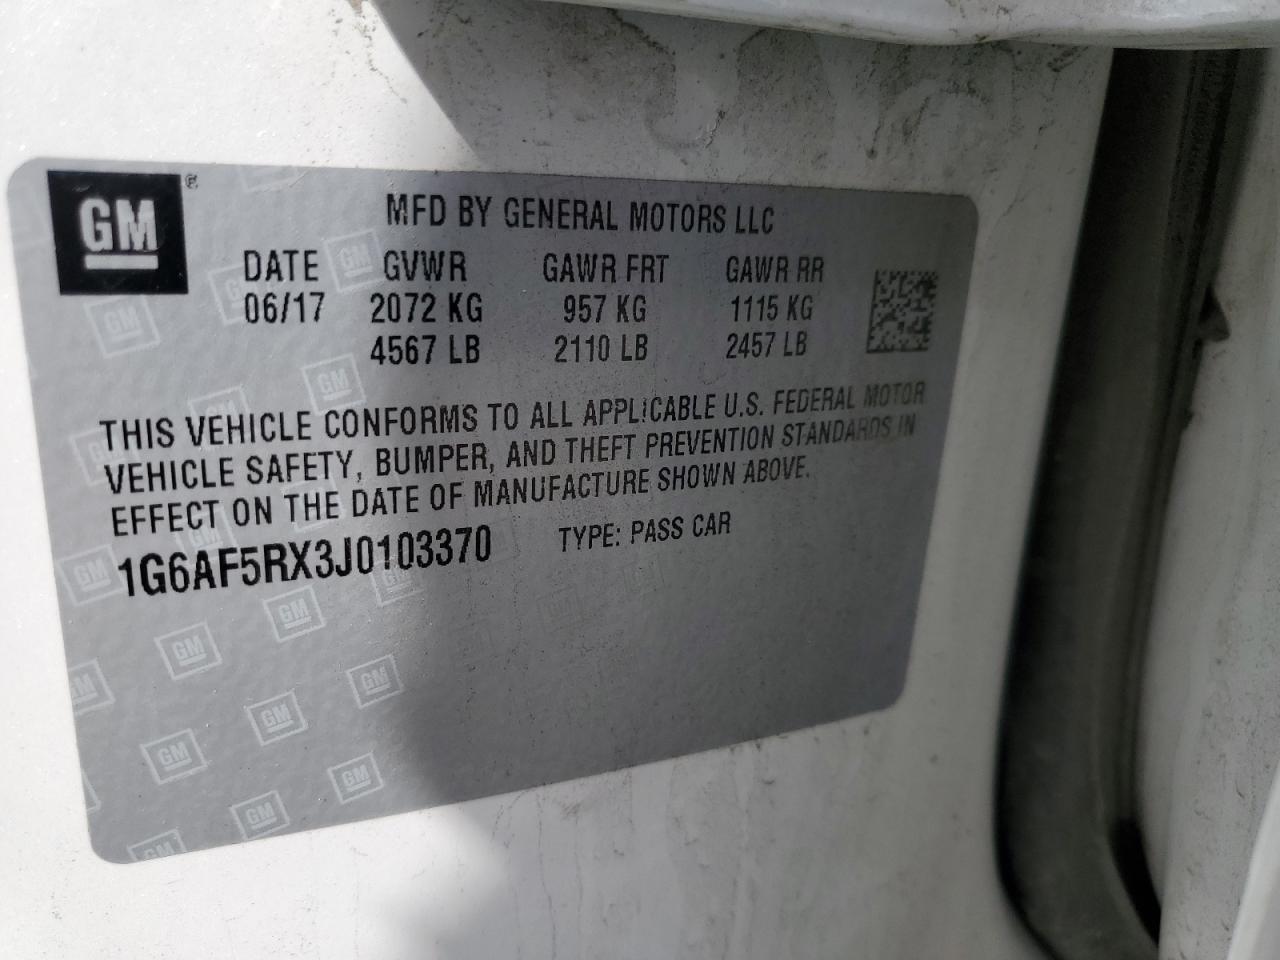 GM
MFD BY GENERAL MOTORS LLC
DATE GVWR GAWR FRT GAWR RR
06/17 2072 KG 957 KG 1115 KG
4567 LB 2110 LB 2457 LB
THIS VEHICLE CONFORMS TO ALL APPLICABLE U.S. FEDERAL MOTOR
VEHICLE SAFETY, BUMPER, AND THEFT PREVENTION STANDARDS IN
EFFECT ON THE DATE OF MANUFACTURE SHOWN ABOVE.
1G6AF5RX3J0103370 TYPE: PASS CAR